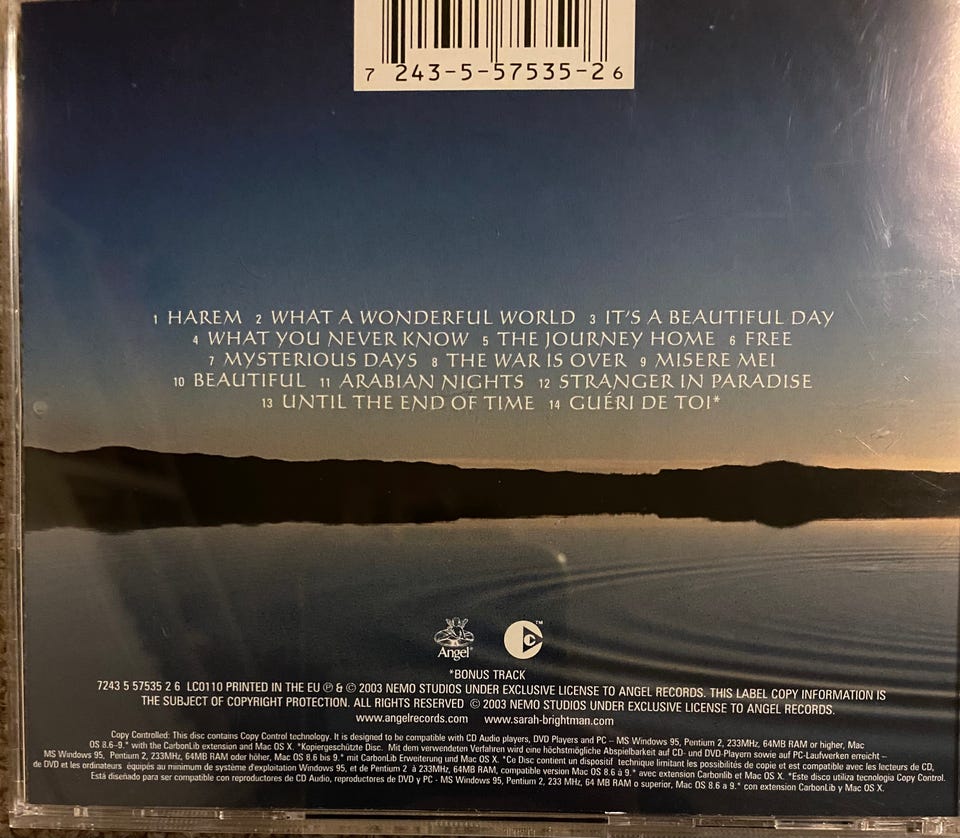 7 243-5-57535-2 6
1 HAREM 2 WHAT A WONDERFUL WORLD 3 IT'S A BEAUTIFUL DAY
4 WHAT YOU NEVER KNOW 5 THE JOURNEY HOME 6 FREE
7 MYSTERIOUS DAYS 8 THE WAR IS OVER 9 MISERE MEI
10 BEAUTIFUL 11 ARABIAN NIGHTS 12 STRANGER IN PARADISE
13 UNTIL THE END OF TIME 14 GUÉRI DE TOI*
Angel® C ™
*BONUS TRACK
7243 5 57535 2 6 LC0110 PRINTED IN THE EU ℗ & © 2003 NEMO STUDIOS UNDER EXCLUSIVE LICENSE TO ANGEL RECORDS. THIS LABEL COPY INFORMATION IS
THE SUBJECT OF COPYRIGHT PROTECTION. ALL RIGHTS RESERVED © 2003 NEMO STUDIOS UNDER EXCLUSIVE LICENSE TO ANGEL RECORDS.
www.angelrecords.com www.sarah-brightman.com
Copy Controlled: This disc contains Copy Control technology. It is designed to be compatible with CD Audio players, DVD Players and PC – MS Windows 95, Pentium 2, 233MHz, 64MB RAM or higher, Mac
OS 8.6-9.* with the CarbonLib extension and Mac OS X. *Kopiergeschützte Disc. Mit dem verwendeten Verfahren wird eine höchstmögliche Abspielbarkeit auf CD- und DVD-Playern sowie auf PC-Laufwerken erreicht –
MS Windows 95, Pentium 2, 233MHz, 64MB RAM oder höher, Mac OS 8.6 bis 9.* mit CarbonLib Erweiterung und Mac OS X. *Ce Disc contient un dispositif technique limitant les possibilités de copie et est compatible avec les lecteurs de CD,
de DVD et les ordinateurs équipés au minimum de système d'exploitation Windows 95, et de Pentium 2 à 233MHz, 64MB RAM, compatible version Mac OS 8.6 à 9.* avec extension Carbonlib et Mac OS X. *Este disco utiliza tecnologia Copy Control.
Está diseñado para ser compatible con reproductores de CD Audio, reproductores de DVD y PC - MS Windows 95, Pentium 2, 233 MHz, 64 MB RAM o superior, Mac OS 8.6 a 9.* con extension CarbonLib y Mac OS X.